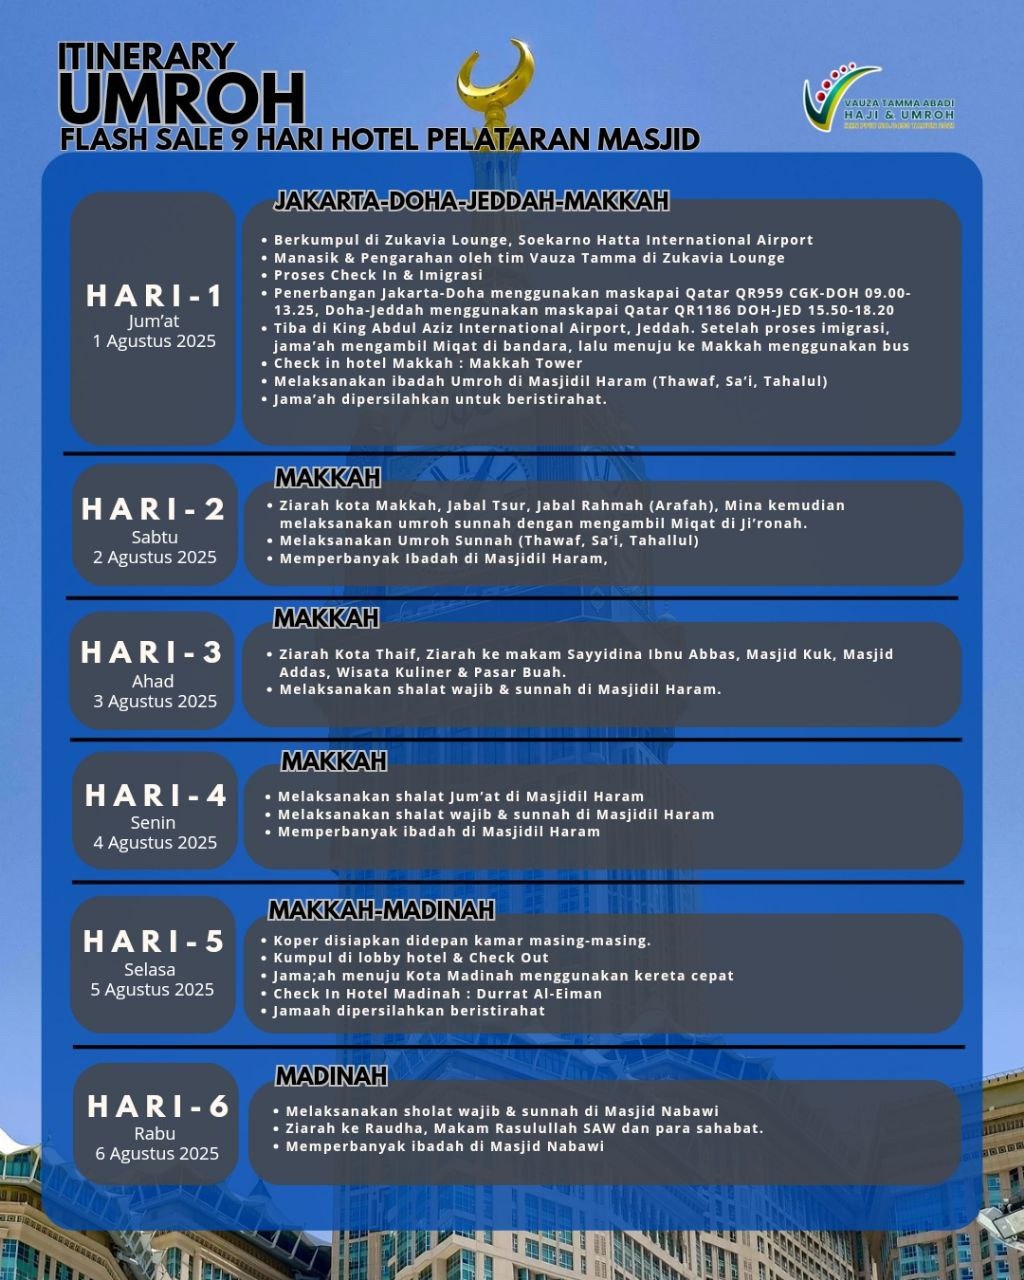 ITINERARY
UMROH
FLASH SALE 9 HARI HOTEL PELATARAN MASJID
VAUZA TAMMA ABADI
HAJI & UMROH
JAKARTA-DOHA-JEDDAH-MAKKAH
HARI-1
Jum'at
1 Agustus 2025
• Berkumpul di Zukavia Lounge, Soekarno Hatta International Airport
• Manasik & Pengarahan oleh tim Vauza Tamma di Zukavia Lounge
• Proses Check In & Imigrasi
• Penerbangan Jakarta-Doha menggunakan maskapai Qatar QR959 CGK-DOH 09.00-
13.25, Doha-Jeddah menggunakan maskapai Qatar QR1186 DOH-JED 15.50-18.20
• Tiba di King Abdul Aziz International Airport, Jeddah. Setelah proses imigrasi,
jama'ah mengambil Miqat di bandara, lalu menuju ke Makkah menggunakan bus
• Check in hotel Makkah : Makkah Tower
• Melaksanakan ibadah Umroh di Masjidil Haram (Thawaf, Sa'i, Tahalul)
• Jama'ah dipersilahkan untuk beristirahat.
MAKKAH
HARI-2
Sabtu
2 Agustus 2025
• Ziarah kota Makkah, Jabal Tsur, Jabal Rahmah (Arafah), Mina kemudian
melaksanakan umroh sunnah dengan mengambil Miqat di Ji'ronah.
• Melaksanakan Umroh Sunnah (Thawaf, Sa'i, Tahallul)
• Memperbanyak Ibadah di Masjidil Haram,
MAKKAH
HARI-3
Ahad
3 Agustus 2025
• Ziarah Kota Thaif, Ziarah ke makam Sayyidina Ibnu Abbas, Masjid Kuk, Masjid
Addas, Wisata Kuliner & Pasar Buah.
• Melaksanakan shalat wajib & sunnah di Masjidil Haram.
MAKKAH
HARI-4
Senin
4 Agustus 2025
• Melaksanakan shalat Jum'at di Masjidil Haram
• Melaksanakan shalat wajib & sunnah di Masjidil Haram
• Memperbanyak ibadah di Masjidil Haram
MAKKAH-MADINAH
HARI-5
Selasa
5 Agustus 2025
• Koper disiapkan didepan kamar masing-masing.
• Kumpul di lobby hotel & Check Out
• Jama;ah menuju Kota Madinah menggunakan kereta cepat
• Check In Hotel Madinah : Durrat Al-Eiman
• Jamaah dipersilahkan beristirahat
MADINAH
HARI-6
Rabu
6 Agustus 2025
• Melaksanakan sholat wajib & sunnah di Masjid Nabawi
• Ziarah ke Raudha, Makam Rasulullah SAW dan para sahabat.
• Memperbanyak ibadah di Masjid Nabawi